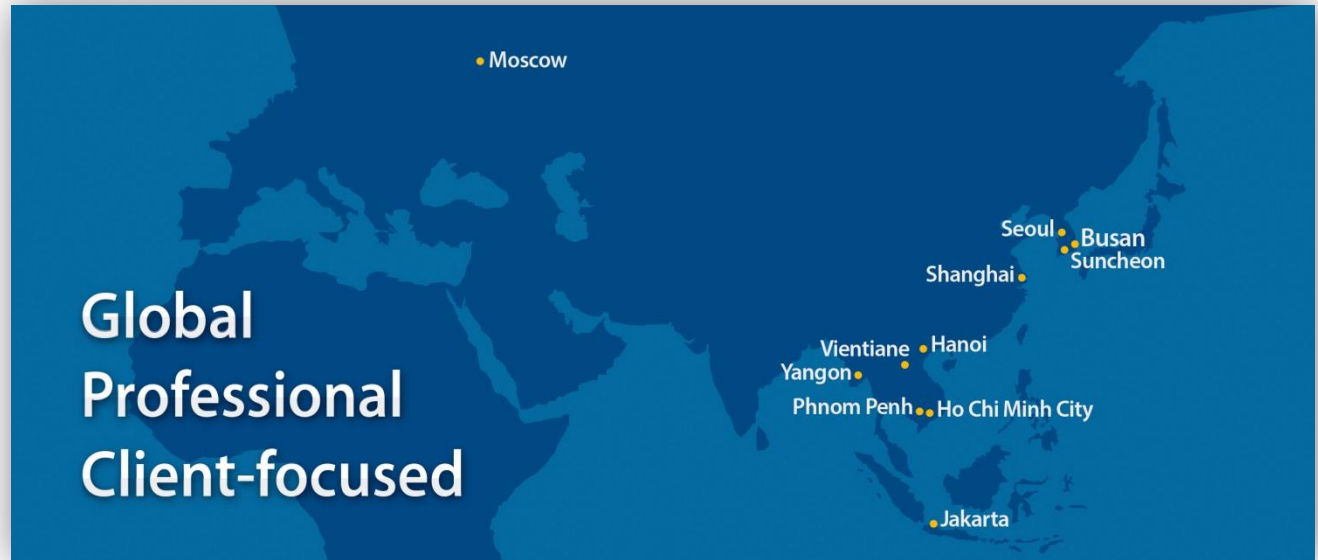 Moscow
Seoul
Busan
Suncheon
Shanghai
Hanoi
Vientiane
Yangon
Phnom Penh
Ho Chi Minh City
Jakarta
Global
Professional
Client-focused